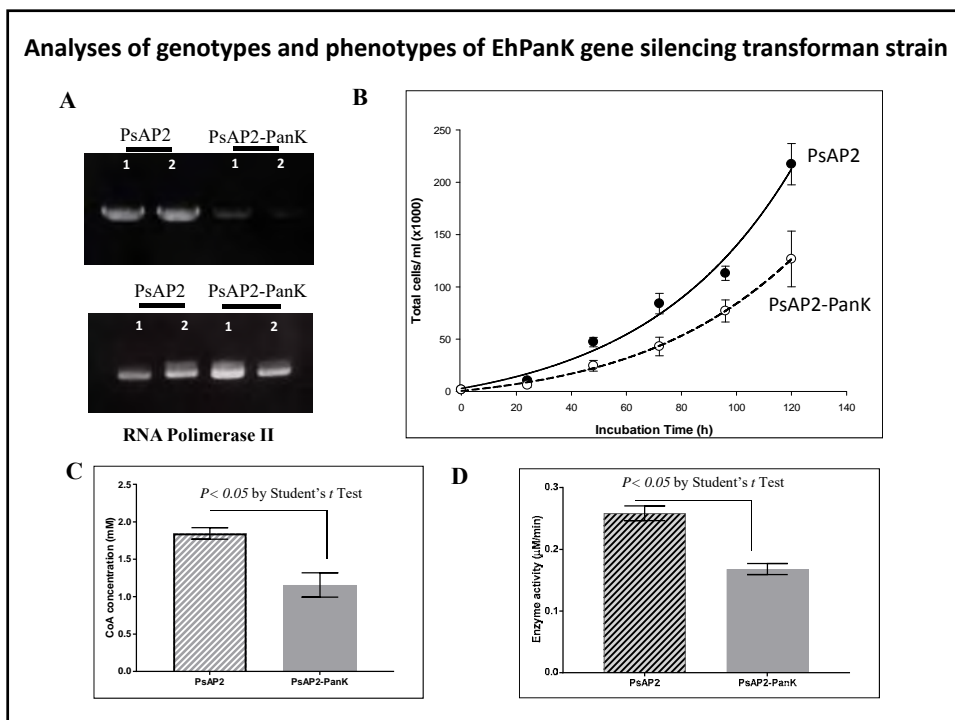 Analyses of genotypes and phenotypes of EhPanK gene silencing transforman strain
A
PsAP2 PsAP2-PanK
1 2 1 2
PsAP2 PsAP2-PanK
1 2 1 2
RNA Polimerase II
B
Total cells/ ml (x1000)
250
200
150
100
50
0
0 20 40 60 80 100 120 140
Incubation Time (h)
PsAP2
PsAP2-PanK
C
P< 0.05 by Student’s t Test
CoA concentration (mM)
2.5
2.0
1.5
1.0
0.5
0.0
PsAP2 PsAP2-PanK
D
P< 0.05 by Student’s t Test
Enzyme activity (µM/min)
0.3
0.2
0.1
0.0
PsAP2 PsAP2-PanK